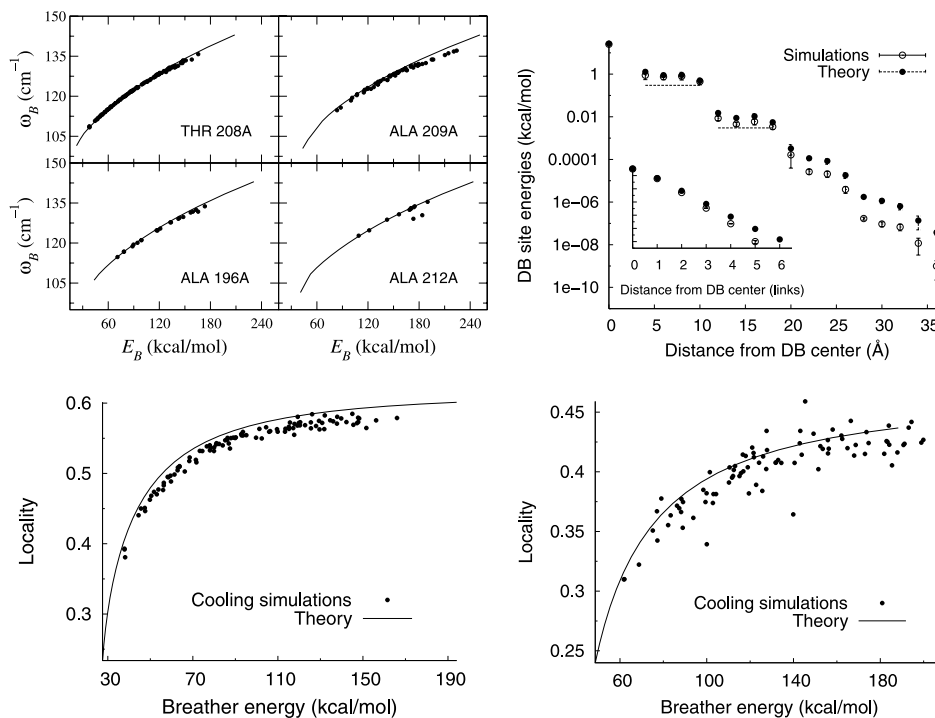 150
135
120
105
ω_B (cm⁻¹)
THR 208A
ALA 209A
150
135
120
105
ω_B (cm⁻¹)
ALA 196A
ALA 212A
60 120 180 240 60 120 180 240
E_B (kcal/mol) E_B (kcal/mol)
DB site energies (kcal/mol)
1
0.01
0.0001
1e-06
1e-08
1e-10
Simulations
Theory
0 1 2 3 4 5 6
Distance from DB center (links)
0 5 10 15 20 25 30 35
Distance from DB center (Å)
Locality
0.6
0.5
0.4
0.3
Cooling simulations
Theory
30 70 110 150 190
Breather energy (kcal/mol)
Locality
0.45
0.4
0.35
0.3
0.25
Cooling simulations
Theory
60 100 140 180
Breather energy (kcal/mol)